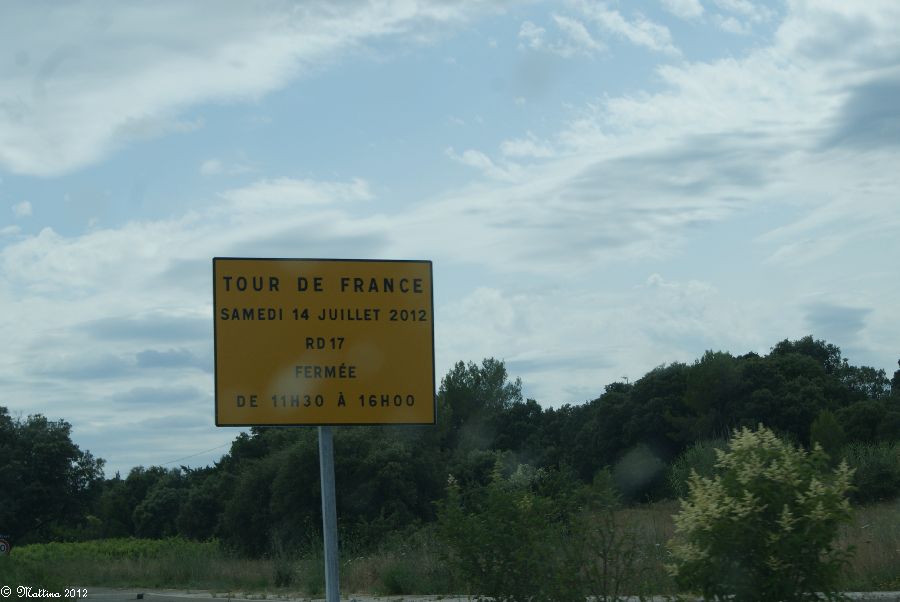 TOUR DE FRANCE
SAMEDI 14 JUILLET 2012
RD17
FERMÉE
DE 11H30 À 16H00
© Mattina 2012